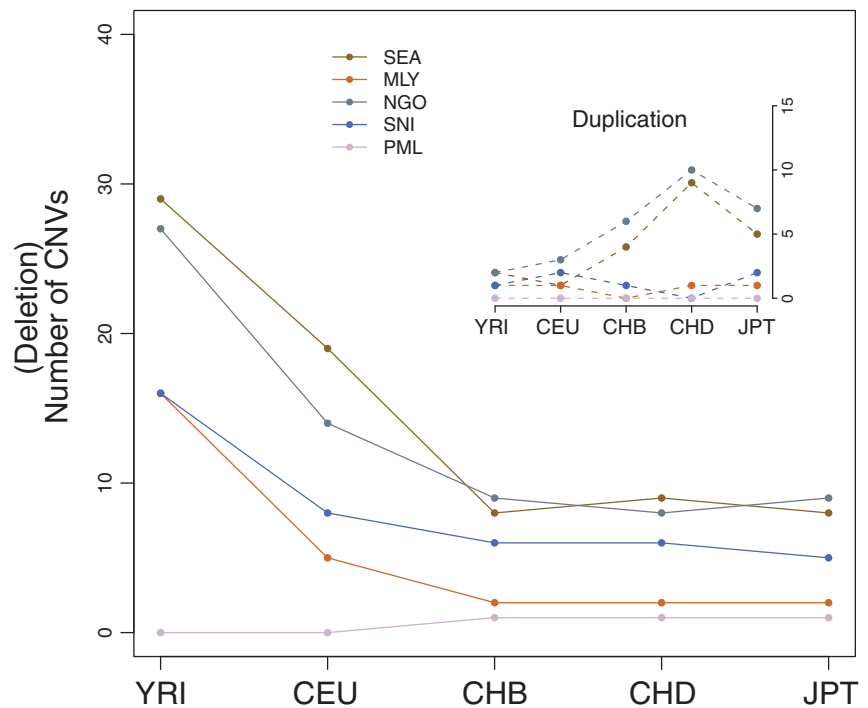 40
30
20
10
0
(Deletion)
Number of CNVs
SEA
MLY
NGO
SNI
PML
Duplication
15
10
5
0
YRI CEU CHB CHD JPT
YRI CEU CHB CHD JPT